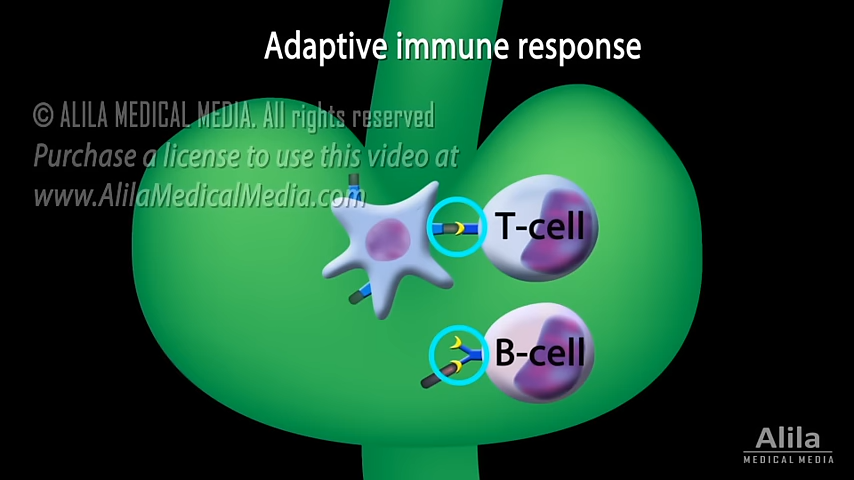 Adaptive immune response
© ALILA MEDICAL MEDIA. All rights reserved
Purchase a license to use this video at
www.AlilaMedicalMedia.com
T-cell
B-cell
Alila
MEDICAL MEDIA